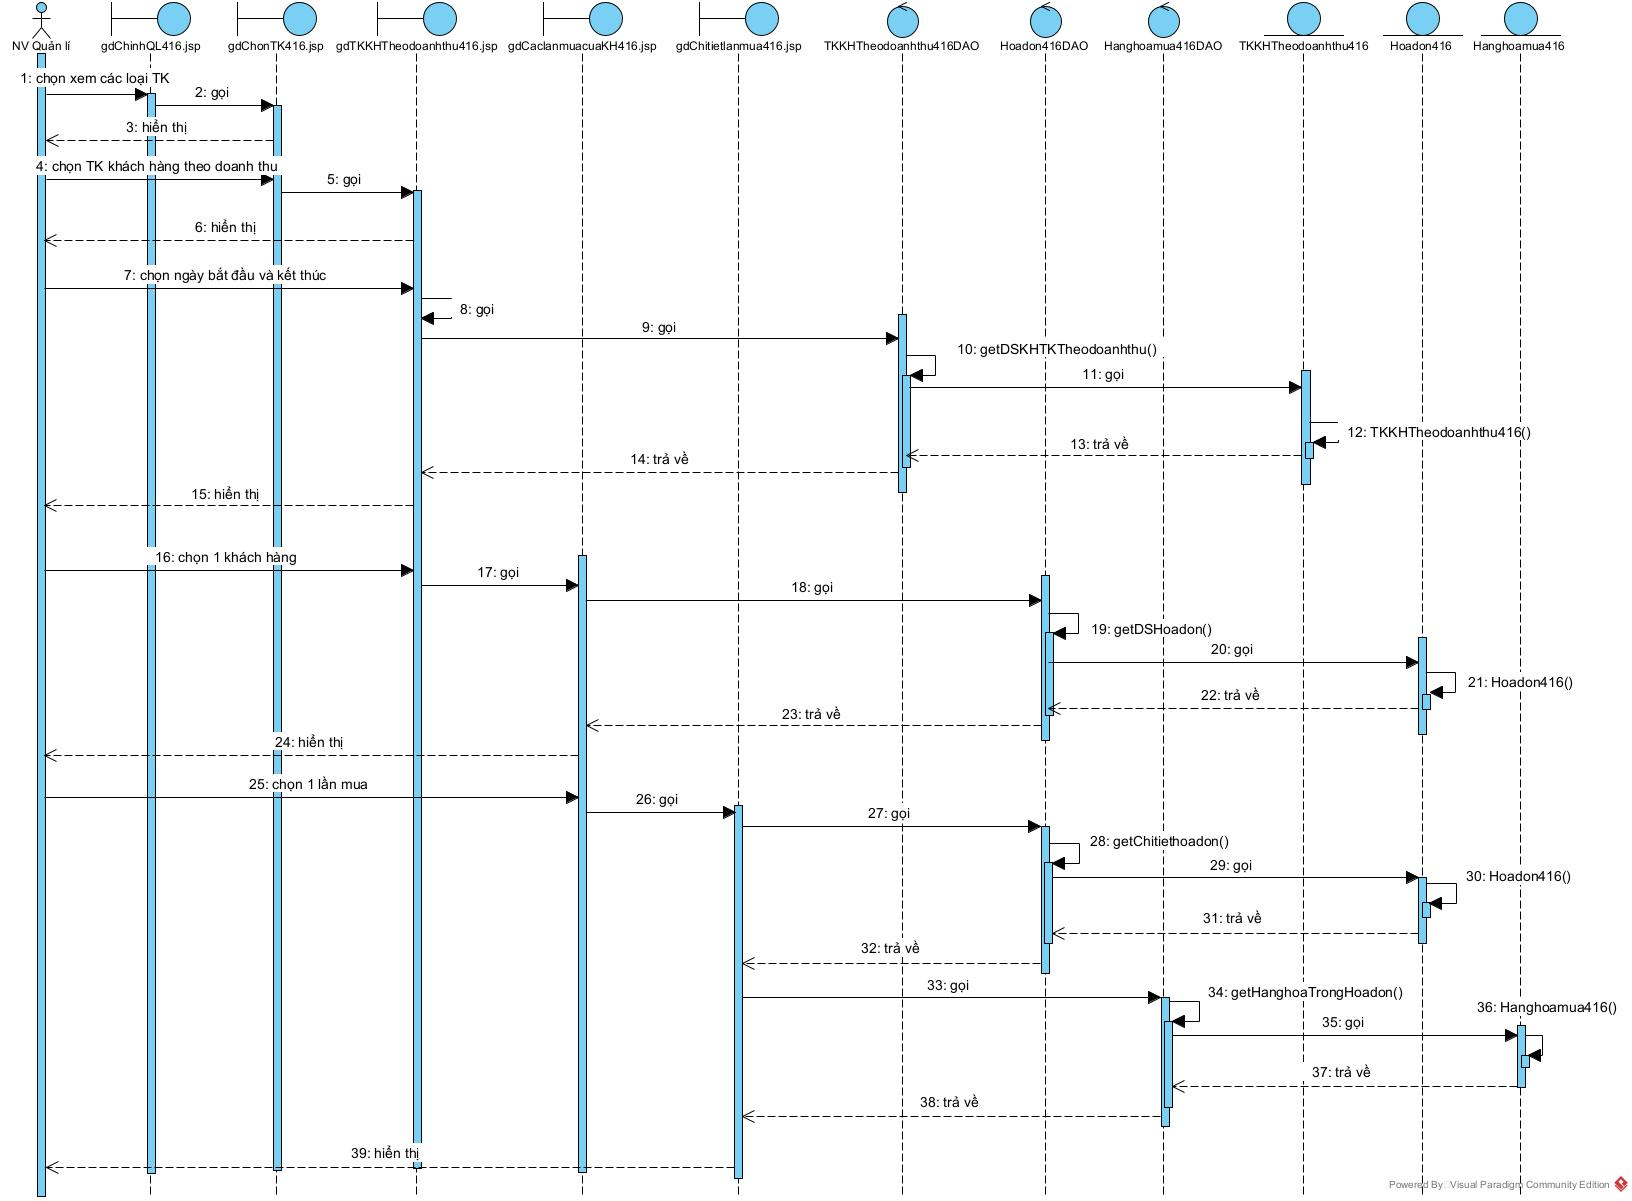 NV Quản lí
gdChinhQL416.jsp
gdChonTK416.jsp
gdTKKHTheodoanhthu416.jsp
gdCaclanmuacuaKH416.jsp
gdChitietlanmua416.jsp
TKKHTheodoanhthu416DAO
Hoadon416DAO
Hanghoamua416DAO
TKKHTheodoanhthu416
Hoadon416
Hanghoamua416
1: chọn xem các loại TK
2: gọi
3: hiển thị
4: chọn TK khách hàng theo doanh thu
5: gọi
6: hiển thị
7: chọn ngày bắt đầu và kết thúc
8: gọi
9: gọi
10: getDSKHTKTheodoanhthu()
11: gọi
12: TKKHTheodoanhthu416()
13: trả về
14: trả về
15: hiển thị
16: chọn 1 khách hàng
17: gọi
18: gọi
19: getDSHoadon()
20: gọi
21: Hoadon416()
22: trả về
23: trả về
24: hiển thị
25: chọn 1 lần mua
26: gọi
27: gọi
28: getChitiethoadon()
29: gọi
30: Hoadon416()
31: trả về
32: trả về
33: gọi
34: getHanghoaTrongHoadon()
35: gọi
36: Hanghoamua416()
37: trả về
38: trả về
39: hiển thị
Powered By Visual Paradigm Community Edition